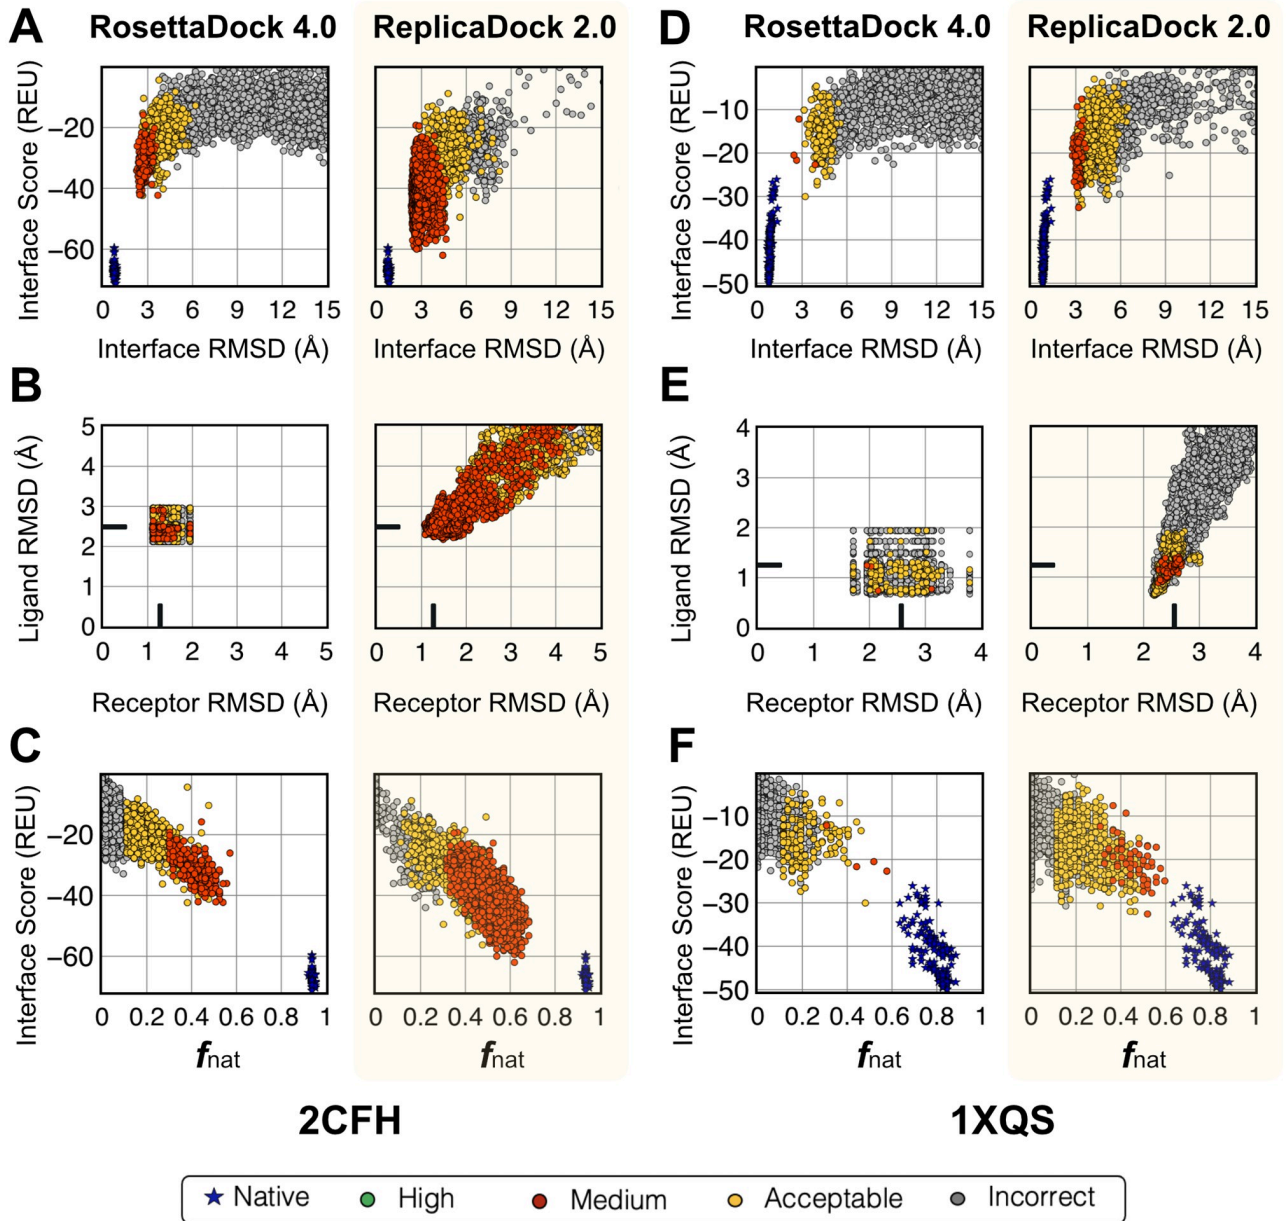 A RosettaDock 4.0 ReplicaDock 2.0 D RosettaDock 4.0 ReplicaDock 2.0
Interface Score (REU) –20 –40 –60 Interface Score (REU) –10 –20 –30 –40 –50
0 3 6 9 12 15 0 3 6 9 12 15 0 3 6 9 12 15 0 3 6 9 12 15
Interface RMSD (Å) Interface RMSD (Å) Interface RMSD (Å) Interface RMSD (Å)
B E
Ligand RMSD (Å) 5 4 3 2 1 0 Ligand RMSD (Å) 4 3 2 1 0
0 1 2 3 4 5 0 1 2 3 4 5 0 1 2 3 4 0 1 2 3 4
Receptor RMSD (Å) Receptor RMSD (Å) Receptor RMSD (Å) Receptor RMSD (Å)
C F
Interface Score (REU) –20 –40 –60 Interface Score (REU) –10 –20 –30 –40 –50
0 0.2 0.4 0.6 0.8 1 0 0.2 0.4 0.6 0.8 1 0 0.2 0.4 0.6 0.8 1 0 0.2 0.4 0.6 0.8 1
fnat fnat fnat fnat
2CFH 1XQS
Native High Medium Acceptable Incorrect